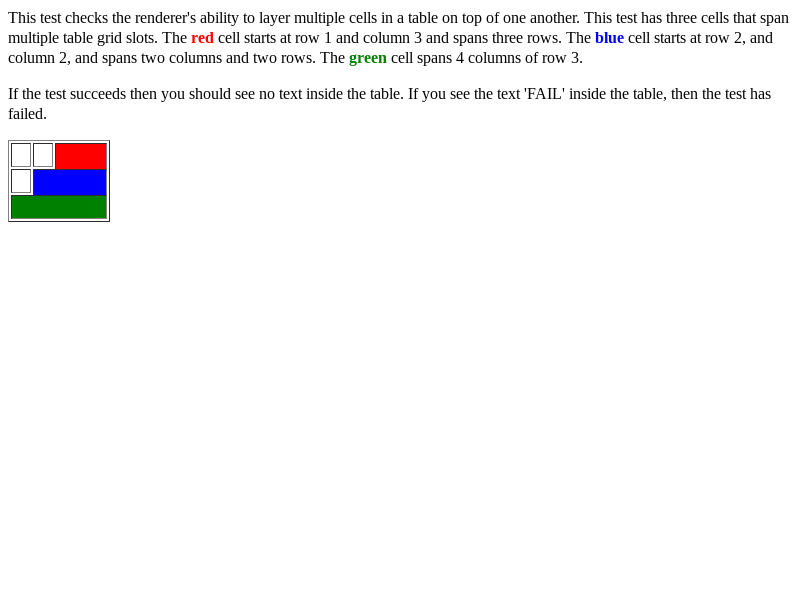 This test checks the renderer's ability to layer multiple cells in a table on top of one another. This test has three cells that span
multiple table grid slots. The red cell starts at row 1 and column 3 and spans three rows. The blue cell starts at row 2, and
column 2, and spans two columns and two rows. The green cell spans 4 columns of row 3.
If the test succeeds then you should see no text inside the table. If you see the text 'FAIL' inside the table, then the test has
failed.